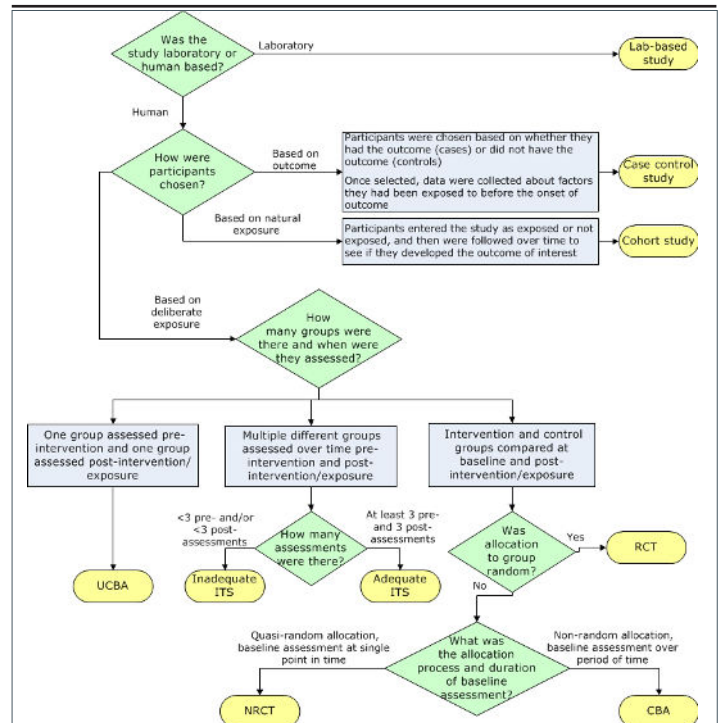 Was the
study laboratory or
human based?
Laboratory
Lab-based
study
Human
How were
participants
chosen?
Based on
outcome
Participants were chosen based on whether they
had the outcome (cases) or did not have the
outcome (controls)
Once selected, data were collected about factors
they had been exposed to before the onset of
outcome
Case control
study
Based on natural
exposure
Participants entered the study as exposed or not
exposed, and then were followed over time to
see if they developed the outcome of interest
Cohort study
Based on
deliberate
exposure
How
many groups were
there and when were
they assessed?
One group assessed pre-
intervention and one group
assessed post-intervention/
exposure
Multiple different groups
assessed over time pre-
intervention and post-
intervention/exposure
Intervention and control
groups compared at
baseline and post-
intervention/exposure
<3 pre- and/or
<3 post-
assessments
How many
assessments
were there?
At least 3 pre-
and 3 post-
assessments
Was
allocation
to group
random?
Yes
RCT
UCBA
Inadequate
ITS
Adequate
ITS
No
Quasi-random allocation,
baseline assessment at single
point in time
What was
the allocation
process and duration
of baseline
assessment?
Non-random allocation,
baseline assessment over
period of time
NRCT
CBA